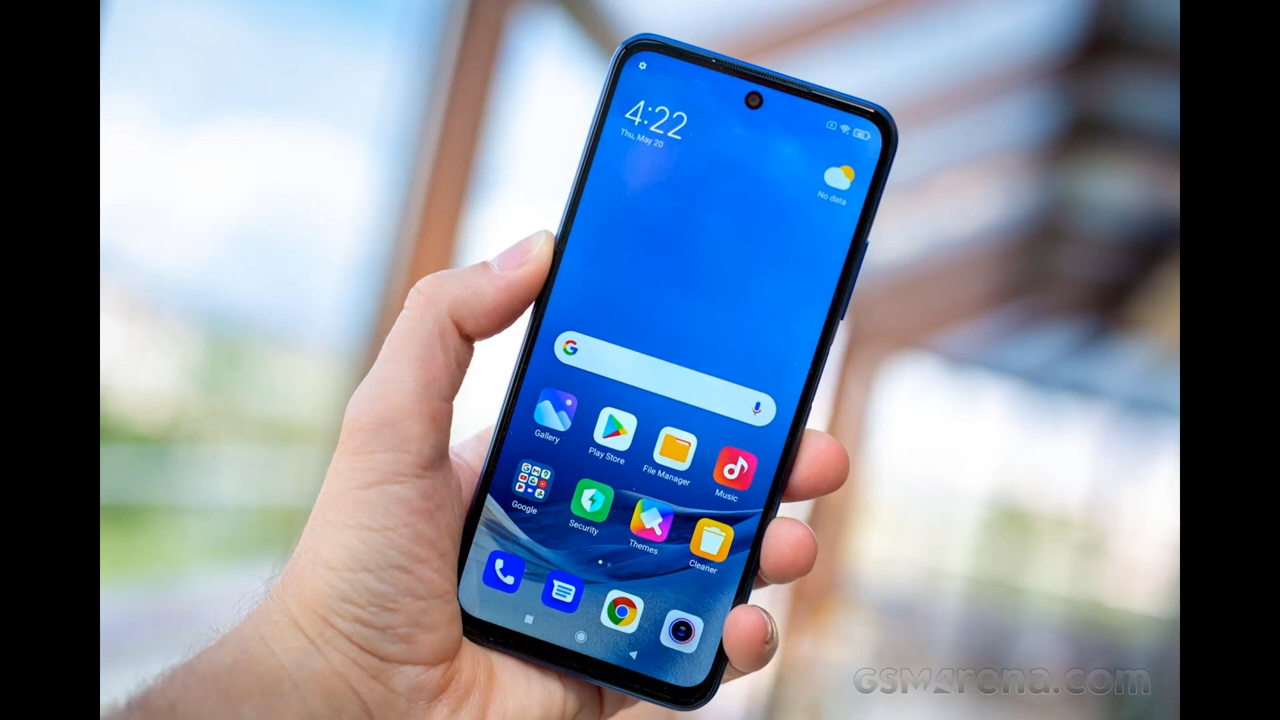 4:22
Thu, May 20
No data
Gallery
Play Store
File Manager
Music
Google
Security
Themes
Cleaner
GSMArena.com